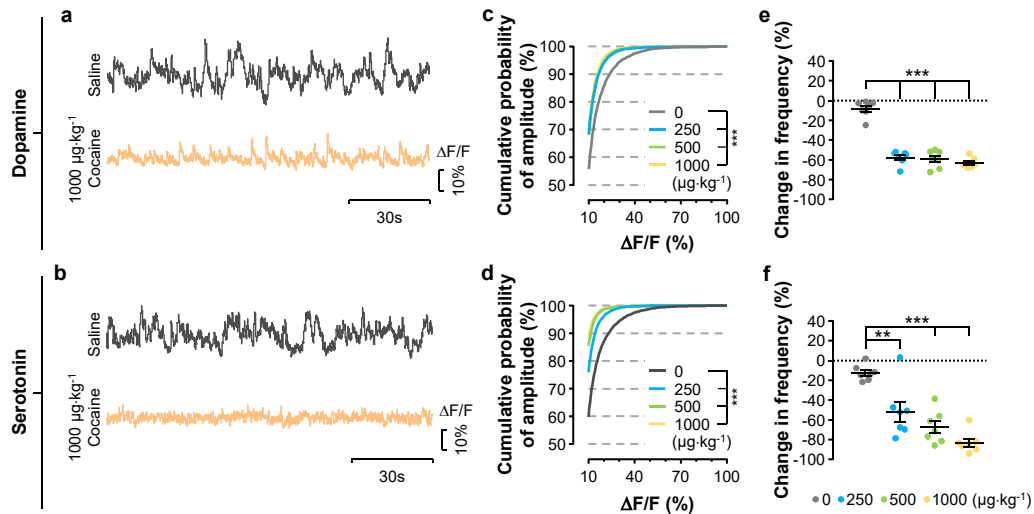 Dopamine
a
Saline
1000 µg·kg⁻¹
Cocaine
ΔF/F
10%
30s
c
Cumulative probability
of amplitude (%)
100
90
80
70
60
50
0
250
500
1000
(µg·kg⁻¹)
***
10 40 70 100
ΔF/F (%)
e
Change in frequency (%)
40
20
0
-20
-40
-60
-80
-100
***
Serotonin
b
Saline
1000 µg·kg⁻¹
Cocaine
ΔF/F
10%
30s
d
Cumulative probability
of amplitude (%)
100
90
80
70
60
50
0
250
500
1000
(µg·kg⁻¹)
***
10 40 70 100
ΔF/F (%)
f
Change in frequency (%)
40
20
0
-20
-40
-60
-80
-100
***
**
0 250 500 1000 (µg·kg⁻¹)